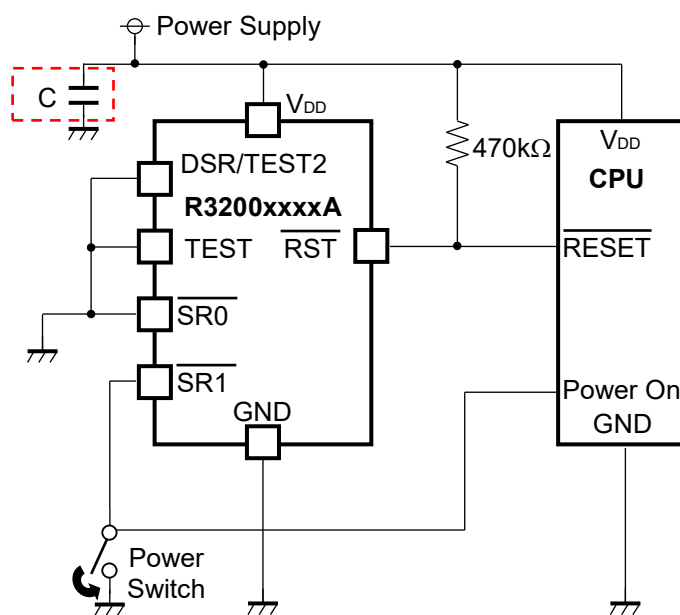 Power Supply
C
VDD
DSR/TEST2
R3200xxxxA
TEST
RST
SR0
SR1
GND
470kΩ
VDD
CPU
RESET
Power On
GND
Power
Switch